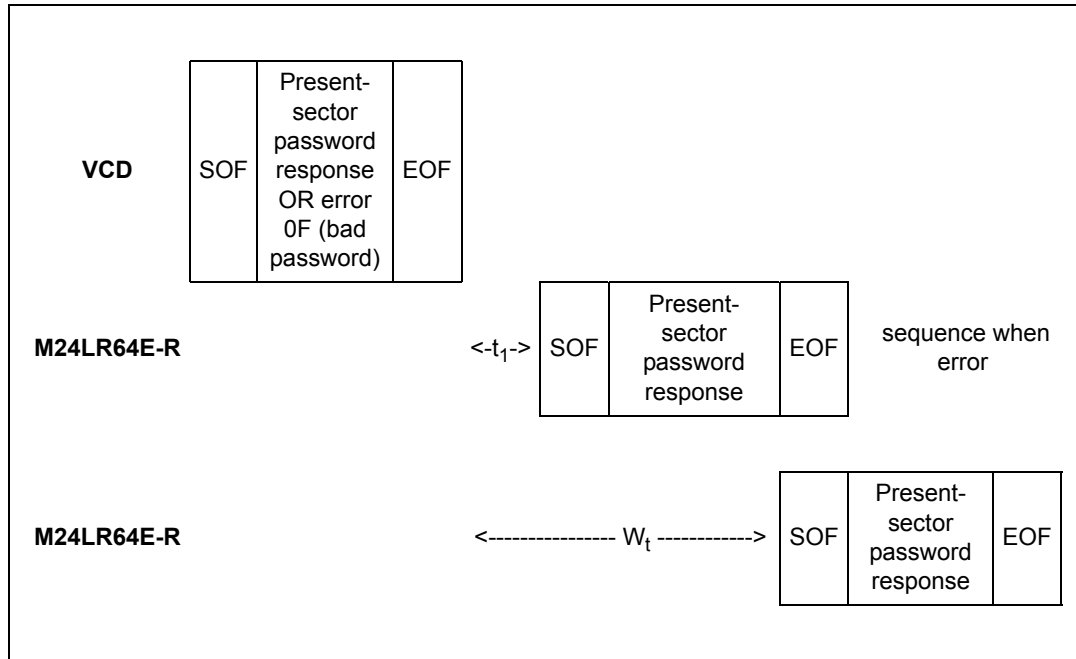 Present-
sector
password
response
OR error
0F (bad
password)
VCD
SOF
EOF
M24LR64E-R
<-t1->
SOF
Present-
sector
password
response
EOF
sequence when
error
M24LR64E-R
<---------------- Wt ------------>
SOF
Present-
sector
password
response
EOF